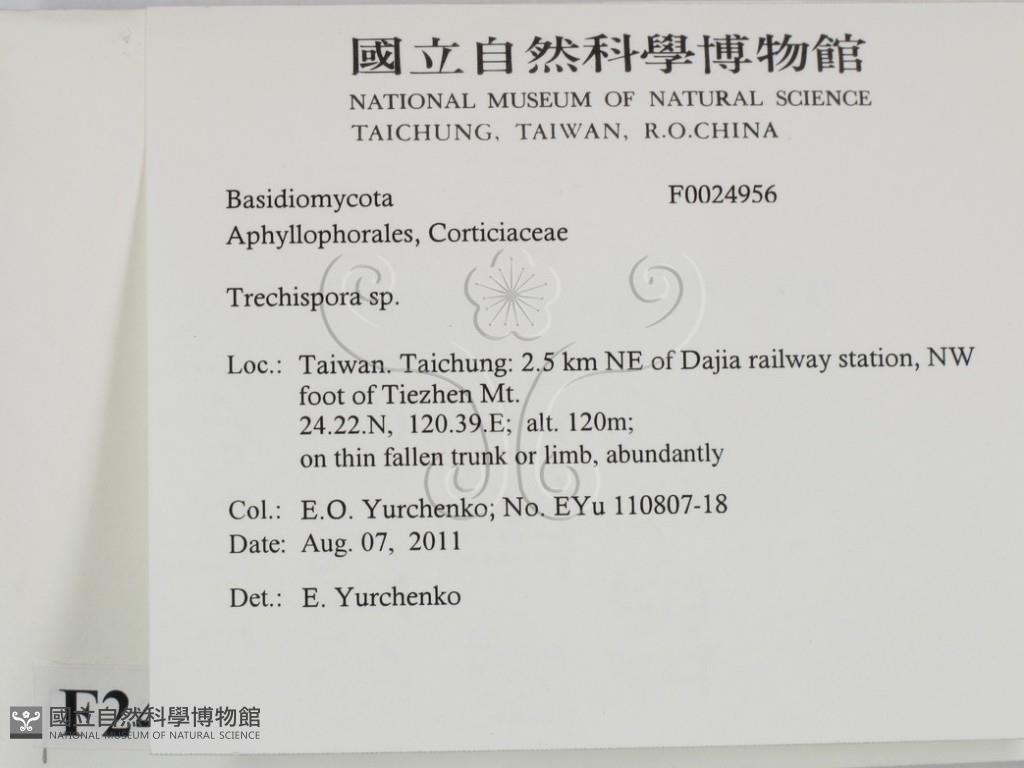 國立自然科學博物館
NATIONAL MUSEUM OF NATURAL SCIENCE
TAICHUNG, TAIWAN, R.O.CHINA
Basidiomycota F0024956
Aphyllophorales, Corticiaceae
Trechispora sp.
Loc.: Taiwan. Taichung: 2.5 km NE of Dajia railway station, NW
foot of Tiezhen Mt.
24.22.N, 120.39.E; alt. 120m;
on thin fallen trunk or limb, abundantly
Col.: E.O. Yurchenko; No. EYu 110807-18
Date: Aug. 07, 2011
Det.: E. Yurchenko
F24
國立自然科學博物館
NATIONAL MUSEUM OF NATURAL SCIENCE